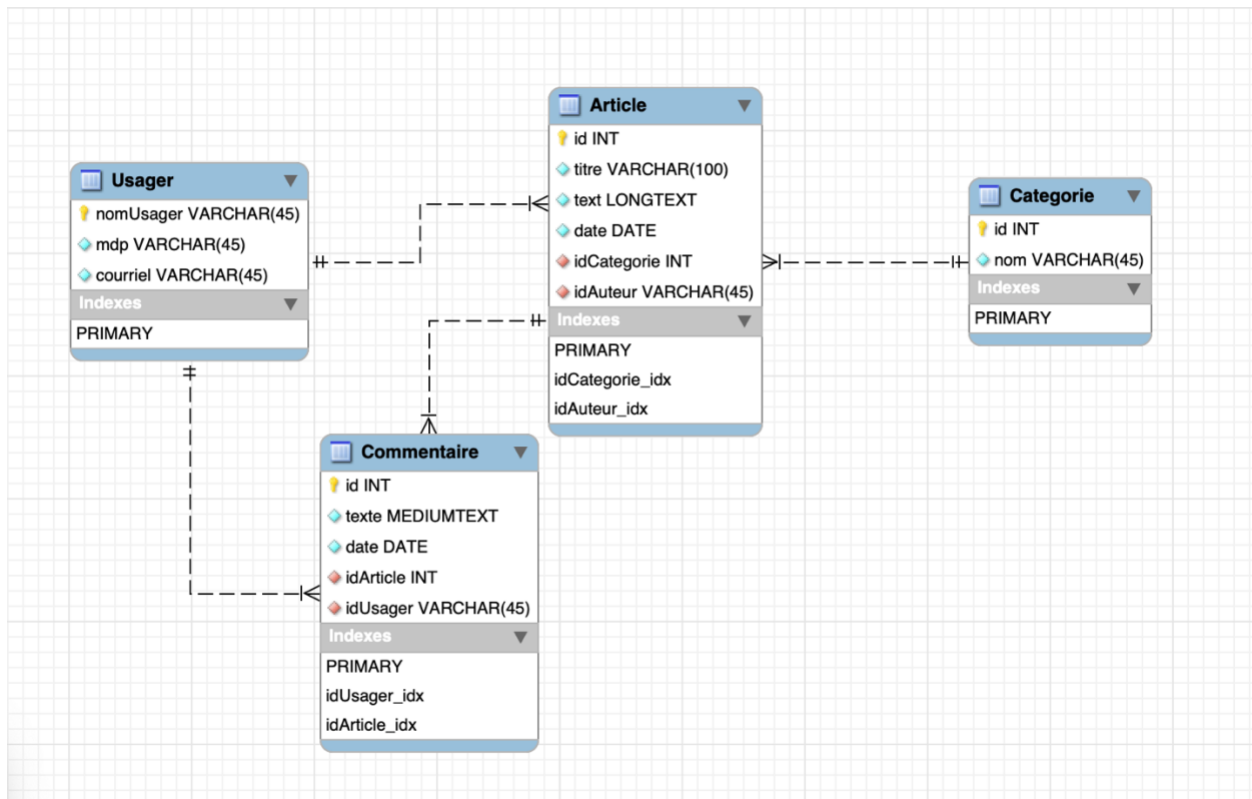 Usager
nomUsager VARCHAR(45)
mdp VARCHAR(45)
courriel VARCHAR(45)
Indexes
PRIMARY
Article
id INT
titre VARCHAR(100)
text LONGTEXT
date DATE
idCategorie INT
idAuteur VARCHAR(45)
Indexes
PRIMARY
idCategorie_idx
idAuteur_idx
Categorie
id INT
nom VARCHAR(45)
Indexes
PRIMARY
Commentaire
id INT
texte MEDIUMTEXT
date DATE
idArticle INT
idUsager VARCHAR(45)
Indexes
PRIMARY
idUsager_idx
idArticle_idx